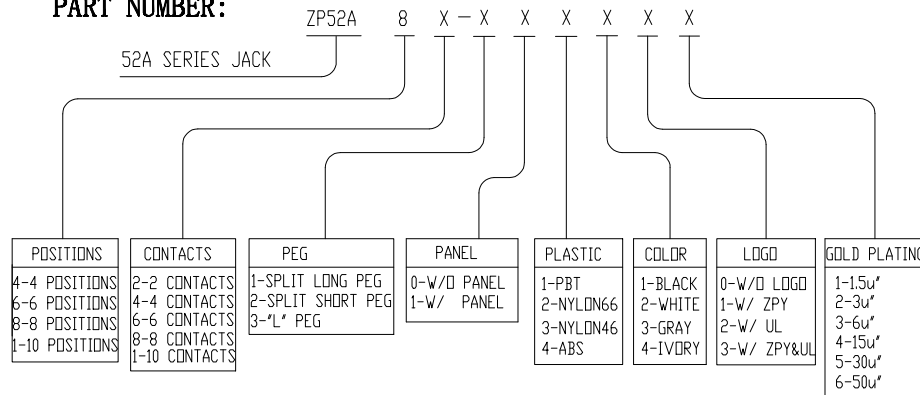 PART NUMBER:
ZP52A 8 X - X X X X X X
52A SERIES JACK
POSITIONS
4-4 POSITIONS
6-6 POSITIONS
8-8 POSITIONS
1-10 POSITIONS
CONTACTS
2-2 CONTACTS
4-4 CONTACTS
6-6 CONTACTS
8-8 CONTACTS
1-10 CONTACTS
PEG
1-SPLIT LONG PEG
2-SPLIT SHORT PEG
3-"L" PEG
PANEL
0-W/O PANEL
1-W/ PANEL
PLASTIC
1-PBT
2-NYLON66
3-NYLON46
4-ABS
COLOR
1-BLACK
2-WHITE
3-GRAY
4-IVORY
LOGO
0-W/O LOGO
1-W/ ZPY
2-W/ UL
3-W/ ZPY&UL
GOLD PLATING
1-1.5u"
2-3u"
3-6u"
4-15u"
5-30u"
6-50u"